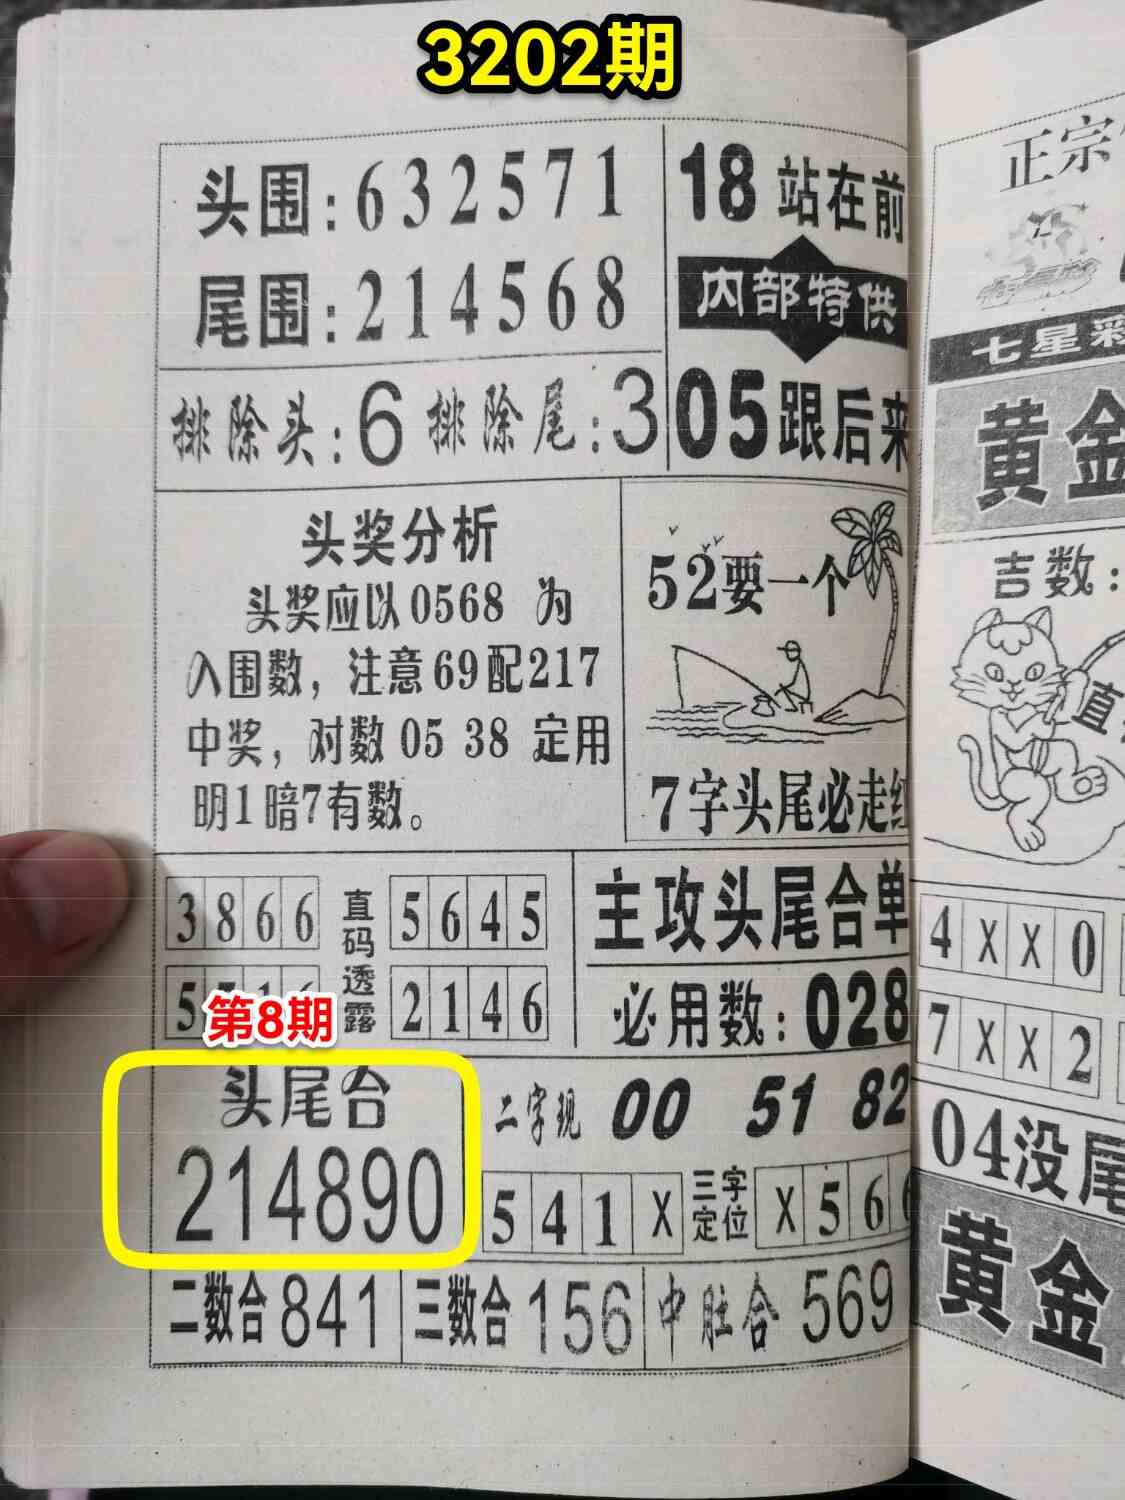 3202期
头围:632571
尾围:214568
排除头:6 排除尾:3
18站在前
内部特供
05跟后来
头奖分析
头奖应以0568 为
入围数，注意69配217
中奖，对数 05 38 定用
明1暗7有数。
52要一个
7字头尾必走红
3866
直码透露
5645
2146
第8期
主攻头尾合单
必用数:028
头尾合
214890
二字现 00 51 82
541X
三字定位
X566
二数合841
三数合156
中肚合569
正宗
七星彩
黄金
吉数:
直
4XX0
7XX2
04没尾
黄金